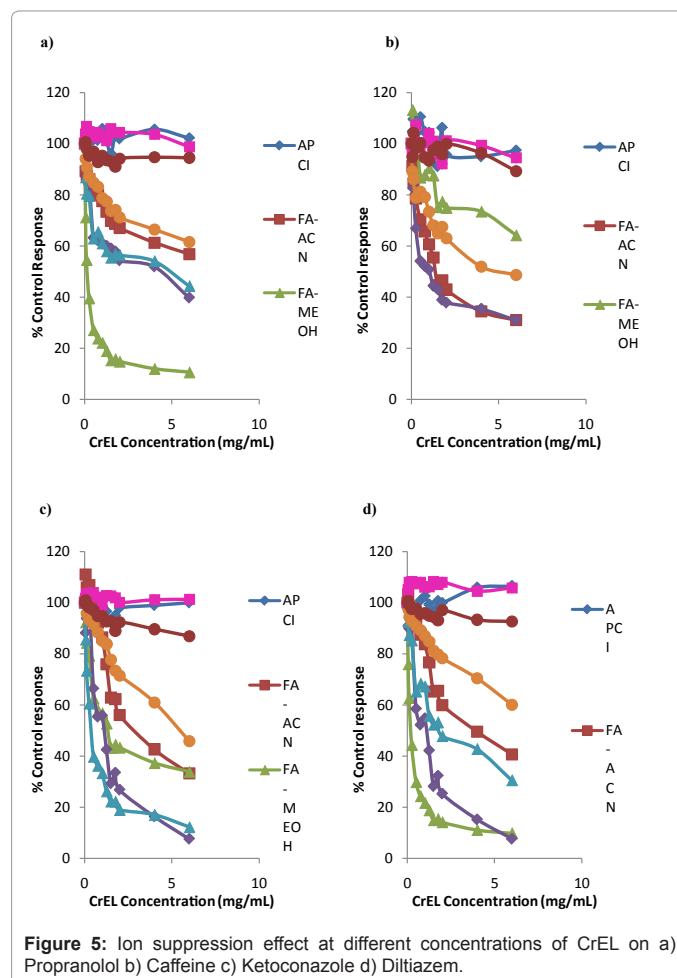 a)
120
100
80
60
40
20
0
% Control Response
0
5
10
CrEL Concentration (mg/mL)
AP
CI
FA-
AC
N
FA-
ME
OH
b)
120
100
80
60
40
20
0
% Control Response
0
5
10
CrEL Concentration (mg/mL)
AP
CI
FA-
AC
N
FA-
ME
OH
c)
120
100
80
60
40
20
0
% Control response
0
5
10
CrEL Concentration (mg/mL)
AP
CI
FA
-
AC
N
FA
-
M
EO
H
d)
120
100
80
60
40
20
0
% Control response
0
5
10
CrEL Concentration (mg/mL)
A
PC
I
FA
-
A
C
N
Figure 5: Ion suppression effect at different concentrations of CrEL on a)
Propranolol b) Caffeine c) Ketoconazole d) Diltiazem.